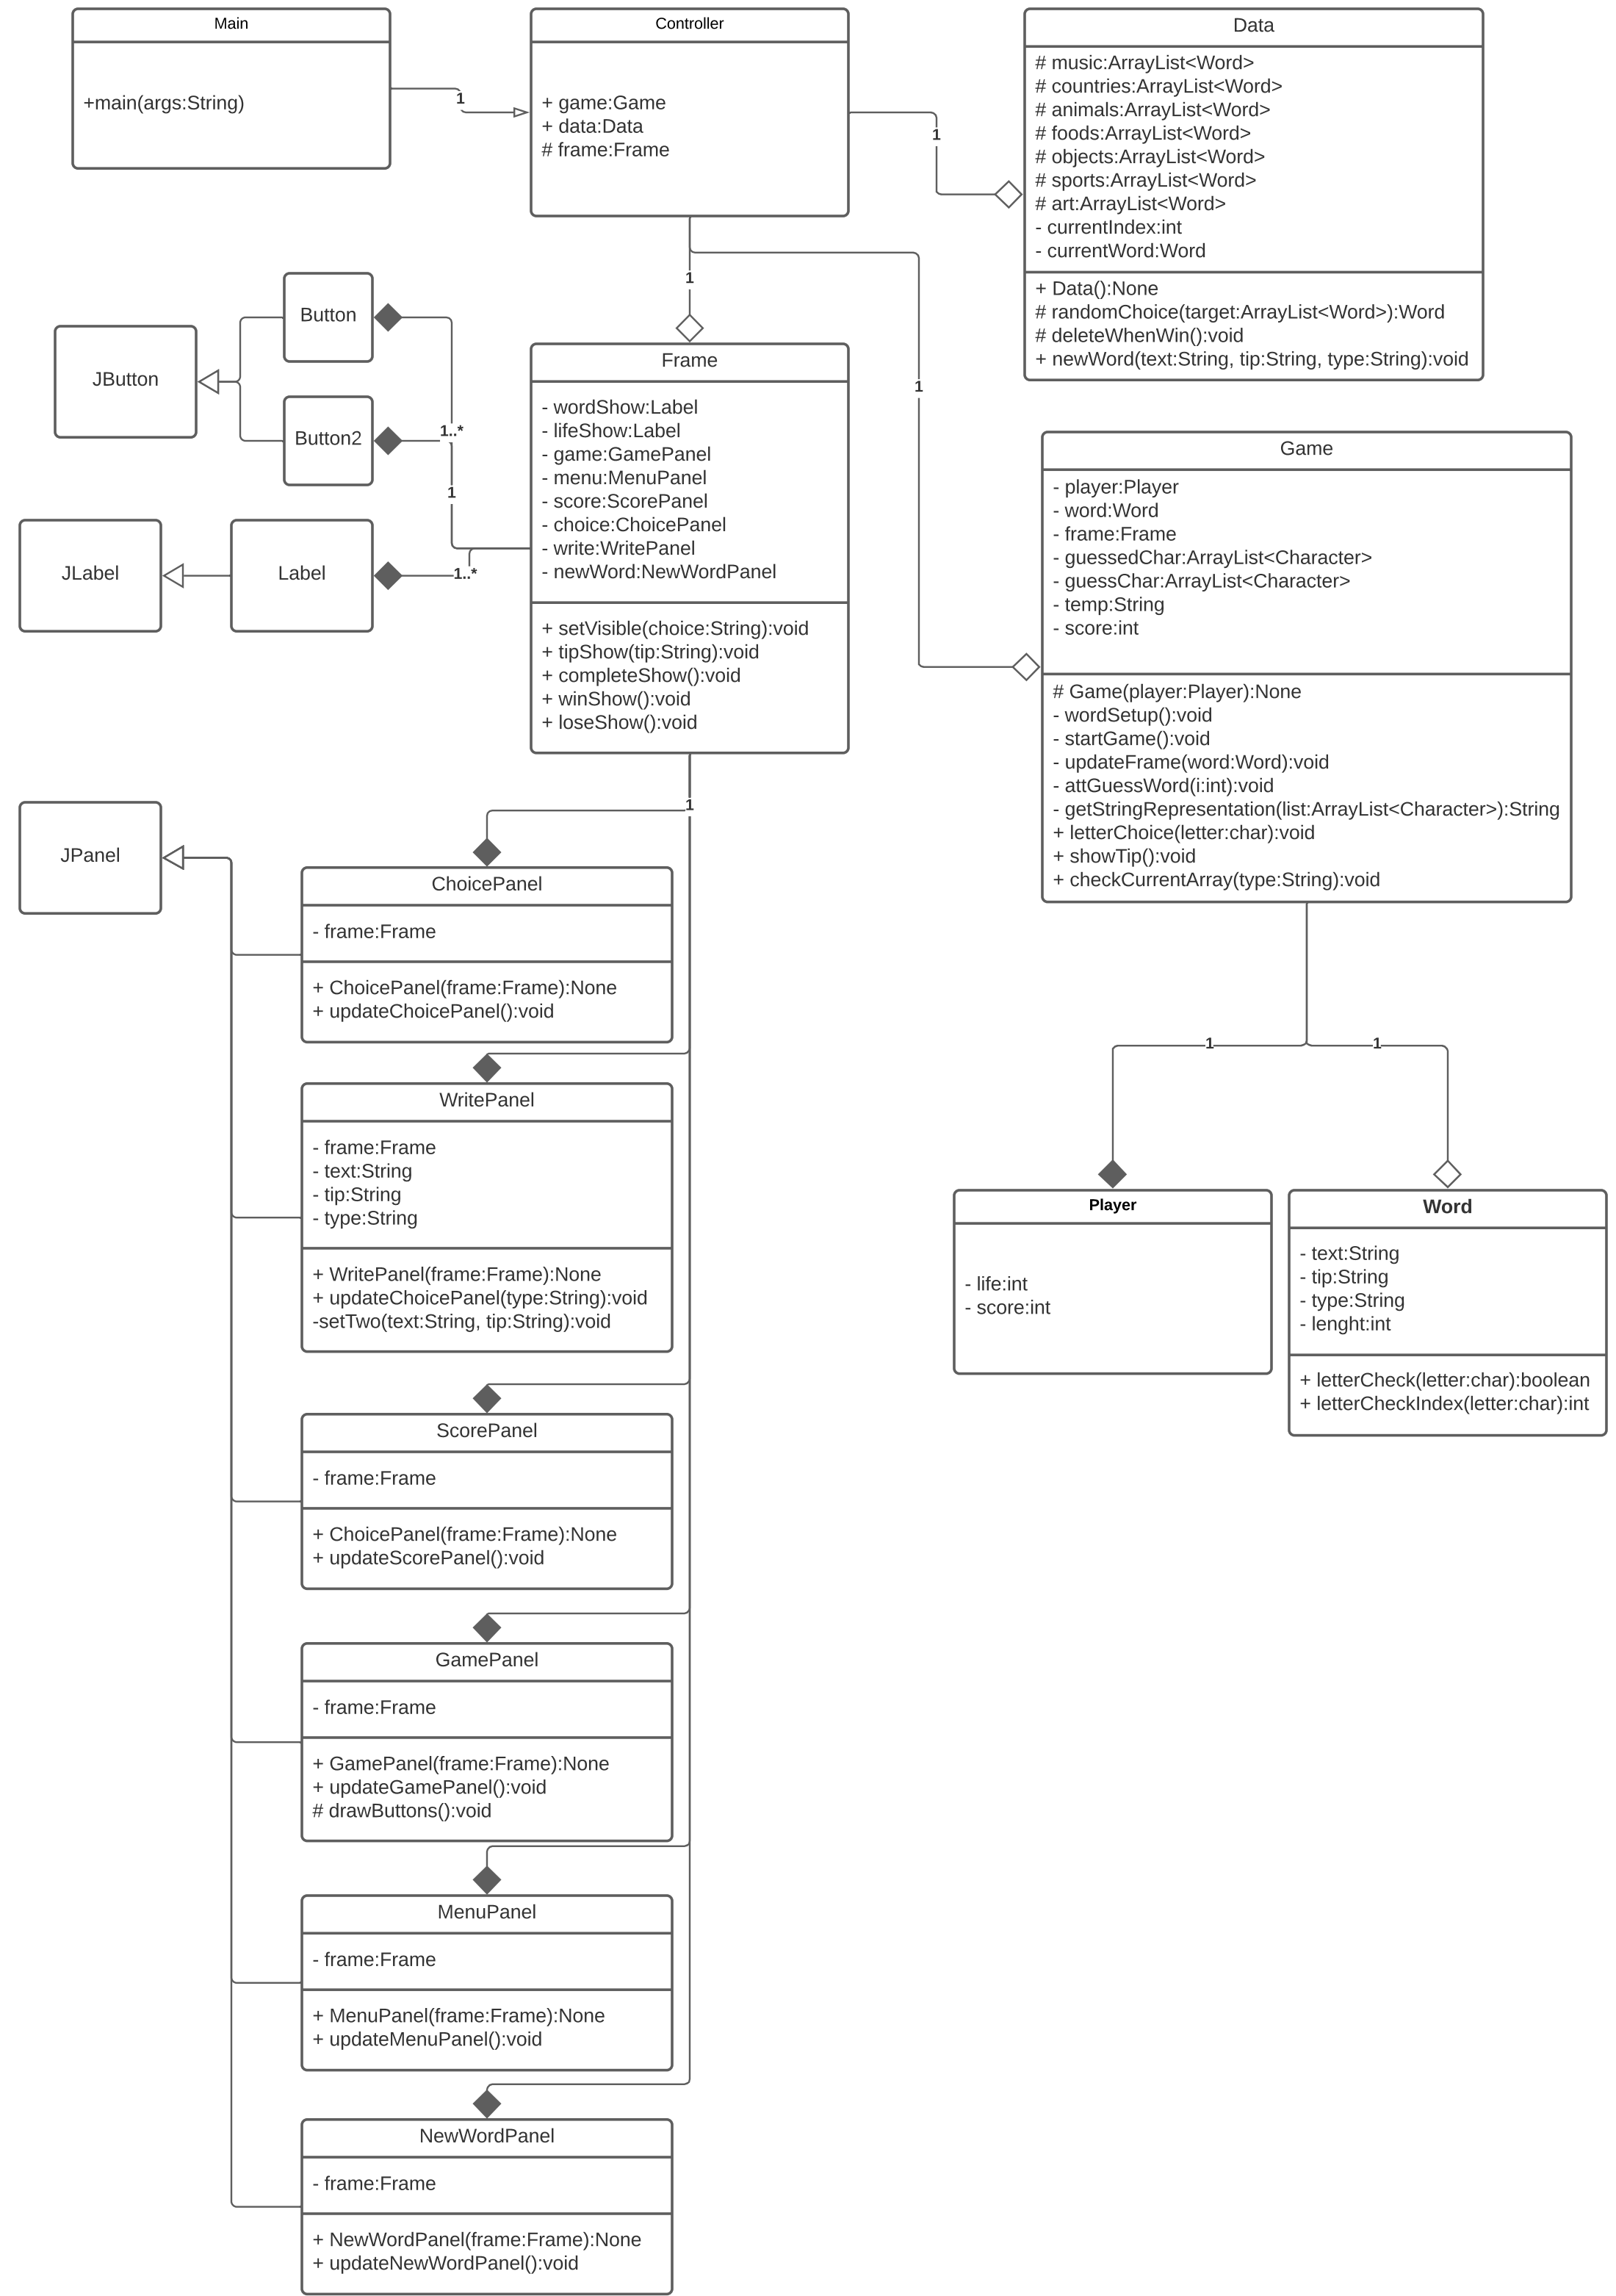 Main
+main(args:String)
1
Controller
+ game:Game
+ data:Data
# frame:Frame
1
Data
# music:ArrayList<Word>
# countries:ArrayList<Word>
# animals:ArrayList<Word>
# foods:ArrayList<Word>
# objects:ArrayList<Word>
# sports:ArrayList<Word>
# art:ArrayList<Word>
- currentIndex:int
- currentWord:Word
+ Data():None
# randomChoice(target:ArrayList<Word>):Word
# deleteWhenWin():void
+ newWord(text:String, tip:String, type:String):void
1
1
Button
JButton
Button2
1..*
1
JLabel
Label
1..*
Frame
- wordShow:Label
- lifeShow:Label
- game:GamePanel
- menu:MenuPanel
- score:ScorePanel
- choice:ChoicePanel
- write:WritePanel
- newWord:NewWordPanel
+ setVisible(choice:String):void
+ tipShow(tip:String):void
+ completeShow():void
+ winShow():void
+ loseShow():void
Game
- player:Player
- word:Word
- frame:Frame
- guessedChar:ArrayList<Character>
- guessChar:ArrayList<Character>
- temp:String
- score:int
# Game(player:Player):None
- wordSetup():void
- startGame():void
- updateFrame(word:Word):void
- attGuessWord(i:int):void
- getStringRepresentation(list:ArrayList<Character>):String
+ letterChoice(letter:char):void
+ showTip():void
+ checkCurrentArray(type:String):void
1
JPanel
ChoicePanel
- frame:Frame
+ ChoicePanel(frame:Frame):None
+ updateChoicePanel():void
1
1
WritePanel
- frame:Frame
- text:String
- tip:String
- type:String
+ WritePanel(frame:Frame):None
+ updateChoicePanel(type:String):void
-setTwo(text:String, tip:String):void
Player
- life:int
- score:int
Word
- text:String
- tip:String
- type:String
- lenght:int
+ letterCheck(letter:char):boolean
+ letterCheckIndex(letter:char):int
ScorePanel
- frame:Frame
+ ChoicePanel(frame:Frame):None
+ updateScorePanel():void
GamePanel
- frame:Frame
+ GamePanel(frame:Frame):None
+ updateGamePanel():void
# drawButtons():void
MenuPanel
- frame:Frame
+ MenuPanel(frame:Frame):None
+ updateMenuPanel():void
NewWordPanel
- frame:Frame
+ NewWordPanel(frame:Frame):None
+ updateNewWordPanel():void